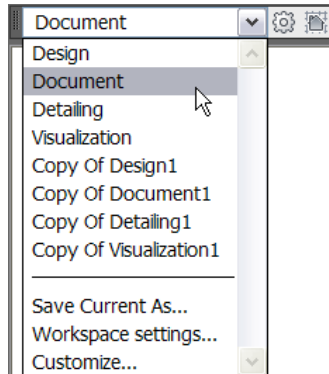 Document
Design
Document
Detailing
Visualization
Copy Of Design1
Copy Of Document1
Copy Of Detailing1
Copy Of Visualization1
Save Current As...
Workspace settings...
Customize...